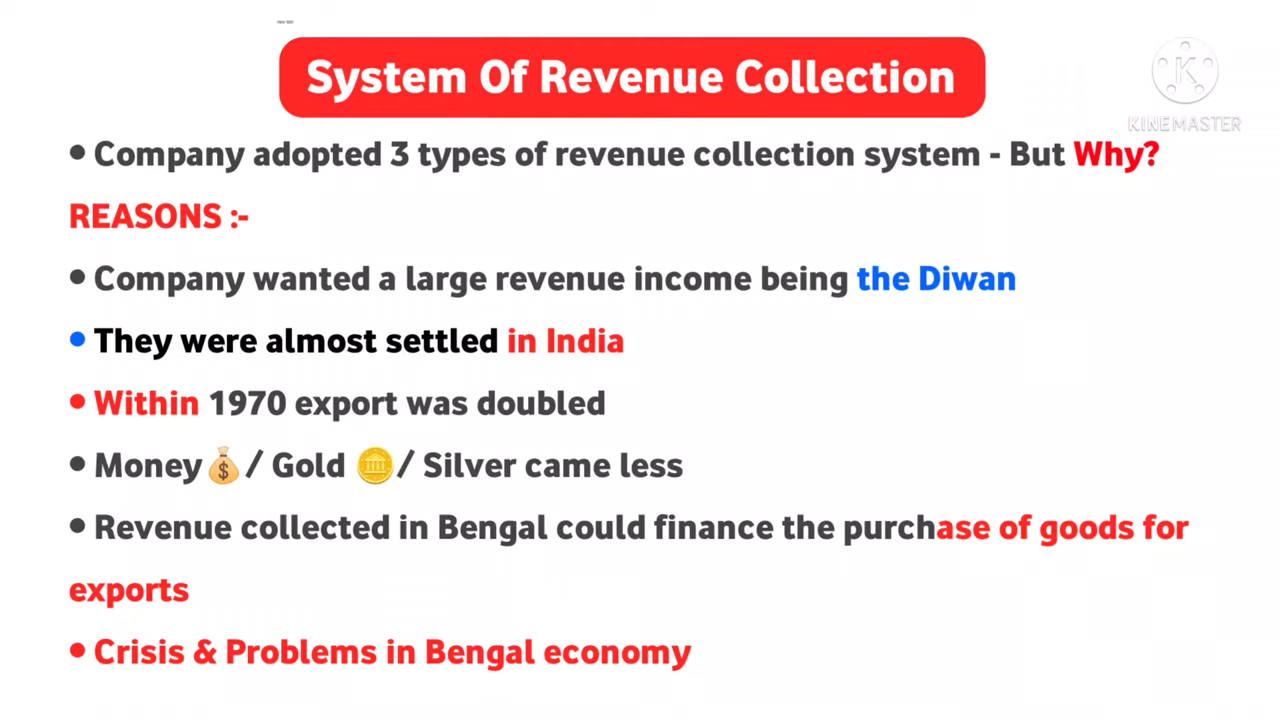 System Of Revenue Collection
KINEMASTER
• Company adopted 3 types of revenue collection system - But Why?
REASONS :-
• Company wanted a large revenue income being the Diwan
• They were almost settled in India
• Within 1970 export was doubled
• Money💰/ Gold 🪙/ Silver came less
• Revenue collected in Bengal could finance the purchase of goods for
exports
• Crisis & Problems in Bengal economy